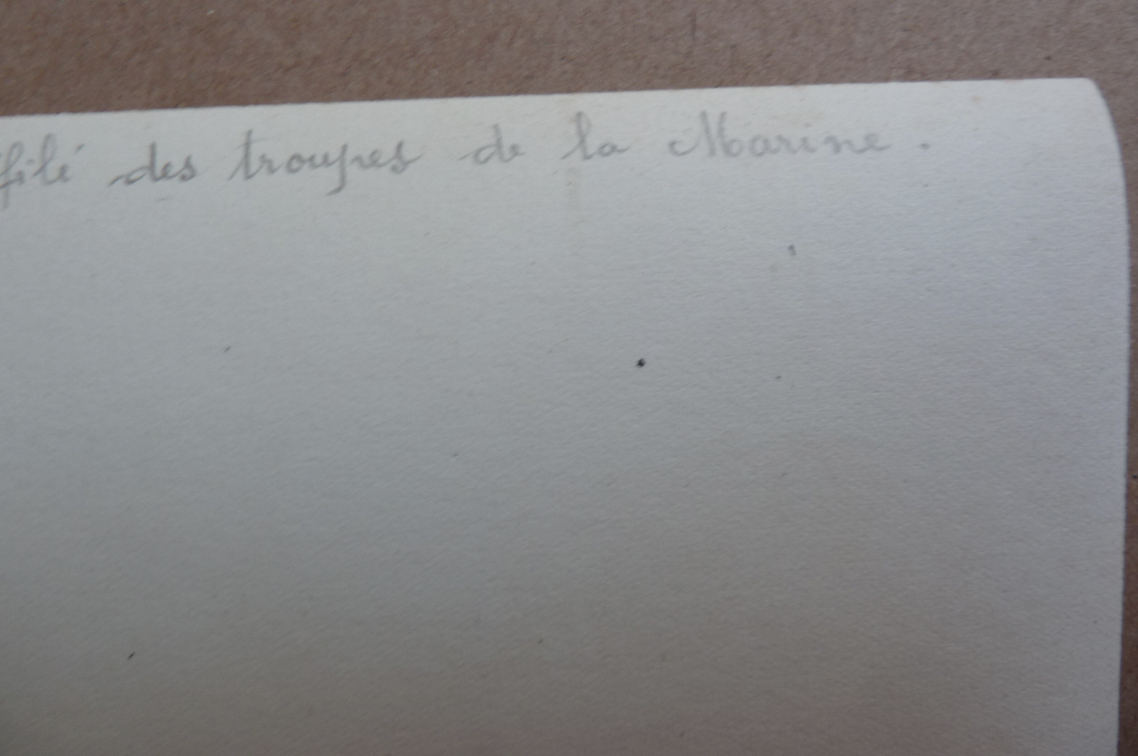 filé des troupes de la Marine.